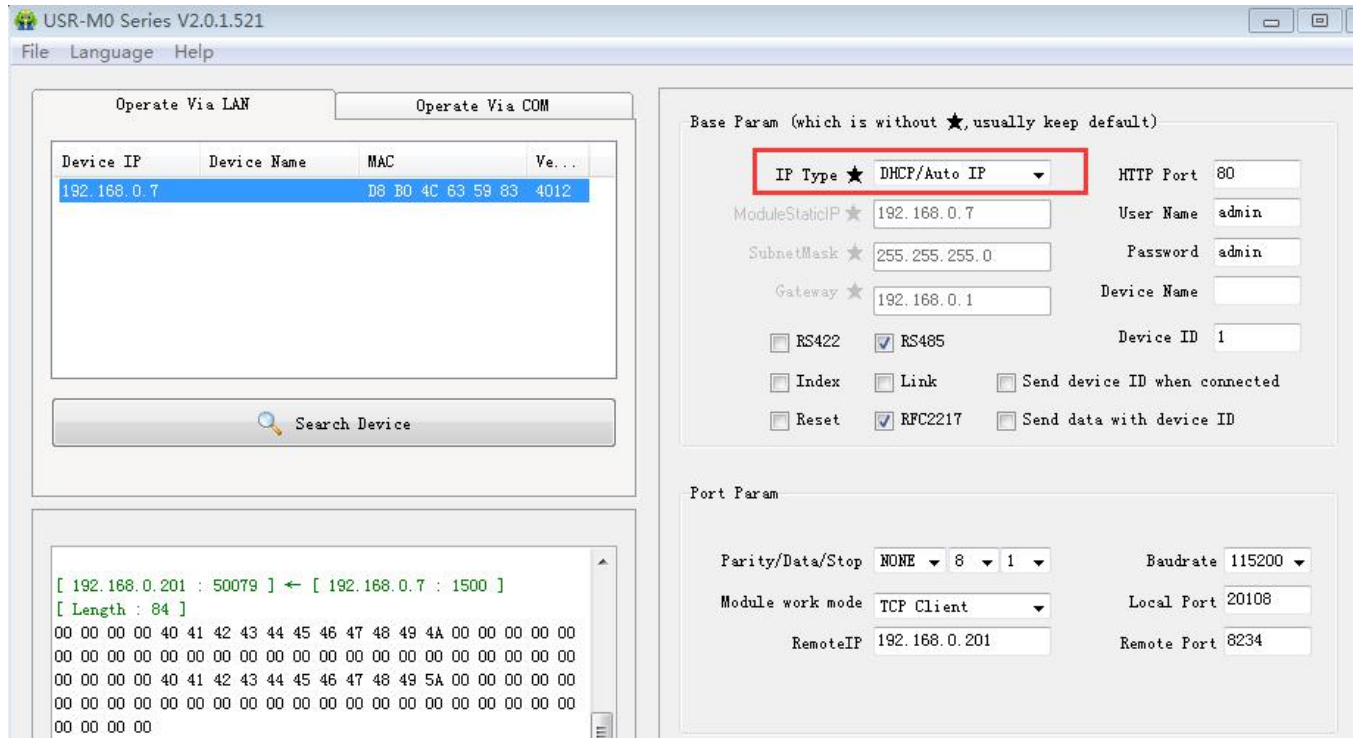 USR-M0 Series V2.0.1.521
File Language Help
Operate Via LAN
Operate Via COM
Device IP Device Name MAC Ve...
192.168.0.7 D8 B0 4C 63 59 83 4012
Search Device
[ 192.168.0.201 : 50079 ] ← [ 192.168.0.7 : 1500 ]
[ Length : 84 ]
00 00 00 00 40 41 42 43 44 45 46 47 48 49 4A 00 00 00 00 00
00 00 00 00 00 00 00 00 00 00 00 00 00 00 00 00 00 00 00 00
00 00 00 00 40 41 42 43 44 45 46 47 48 49 5A 00 00 00 00 00
00 00 00 00 00 00 00 00 00 00 00 00 00 00 00 00 00 00 00 00
00 00 00 00
Base Param (which is without ★,usually keep default)
IP Type ★ DHCP/Auto IP HTTP Port 80
ModuleStaticIP ★ 192.168.0.7 User Name admin
SubnetMask ★ 255.255.255.0 Password admin
Gateway ★ 192.168.0.1 Device Name
RS422 RS485 Device ID 1
Index Link Send device ID when connected
Reset RFC2217 Send data with device ID
Port Param
Parity/Data/Stop NONE 8 1 Baudrate 115200
Module work mode TCP Client Local Port 20108
RemoteIP 192.168.0.201 Remote Port 8234